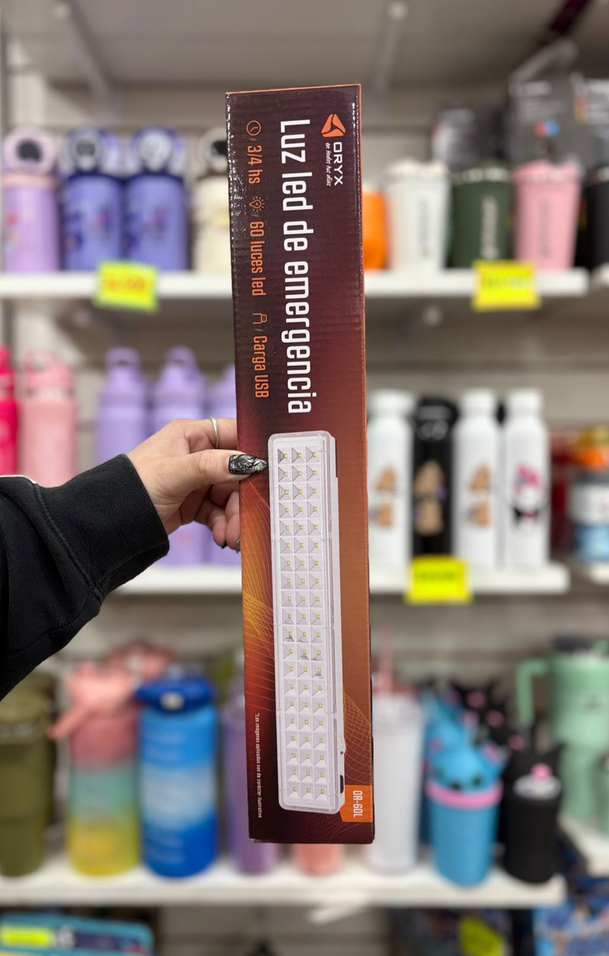 ORYX
Luz led de emergencia
3/4 hs
60 luces led
Carga USB
OR-60L